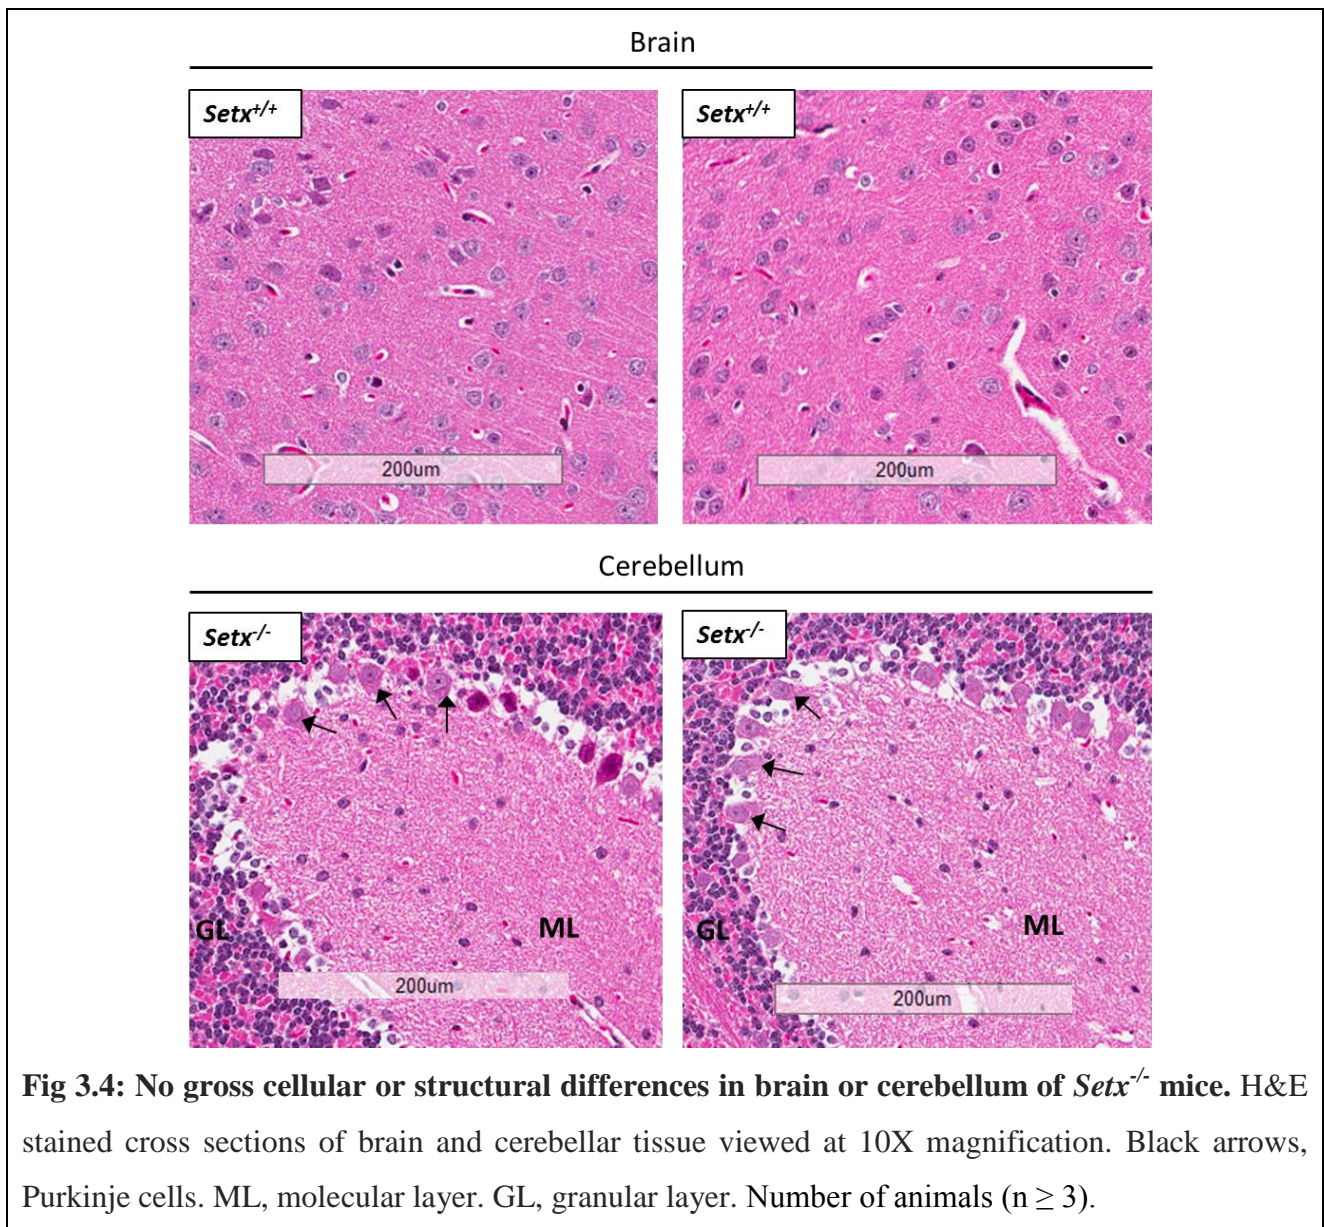 Brain
Setx+/+
Setx+/+
200um
200um
Cerebellum
Setx-/-
Setx-/-
GL
ML
GL
ML
200um
200um
Fig 3.4: No gross cellular or structural differences in brain or cerebellum of Setx-/- mice. H&E
stained cross sections of brain and cerebellar tissue viewed at 10X magnification. Black arrows,
Purkinje cells. ML, molecular layer. GL, granular layer. Number of animals (n ≥ 3).